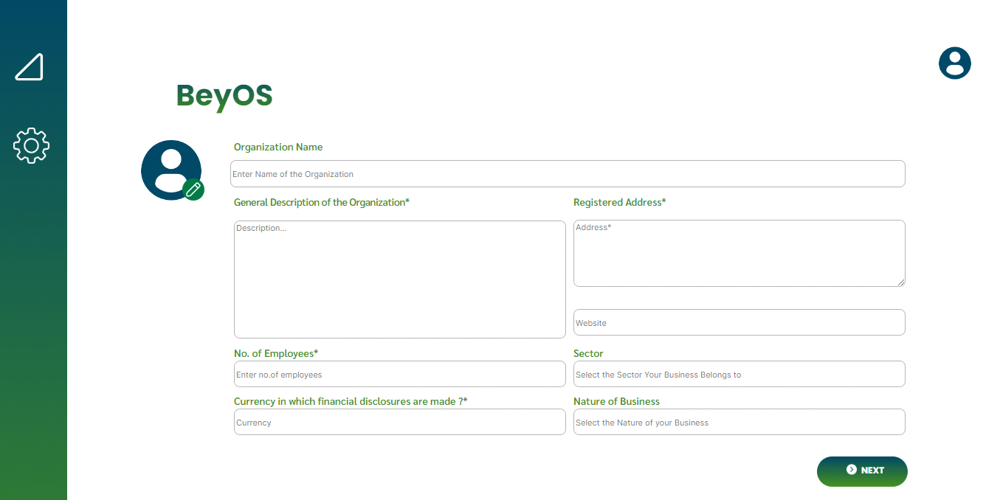 BeyOS
Organization Name
Enter Name of the Organization
General Description of the Organization*
Description...
Registered Address*
Address*
Website
No. of Employees*
Enter no.of employees
Sector
Select the Sector Your Business Belongs to
Currency in which financial disclosures are made ?*
Currency
Nature of Business
Select the Nature of your Business
NEXT